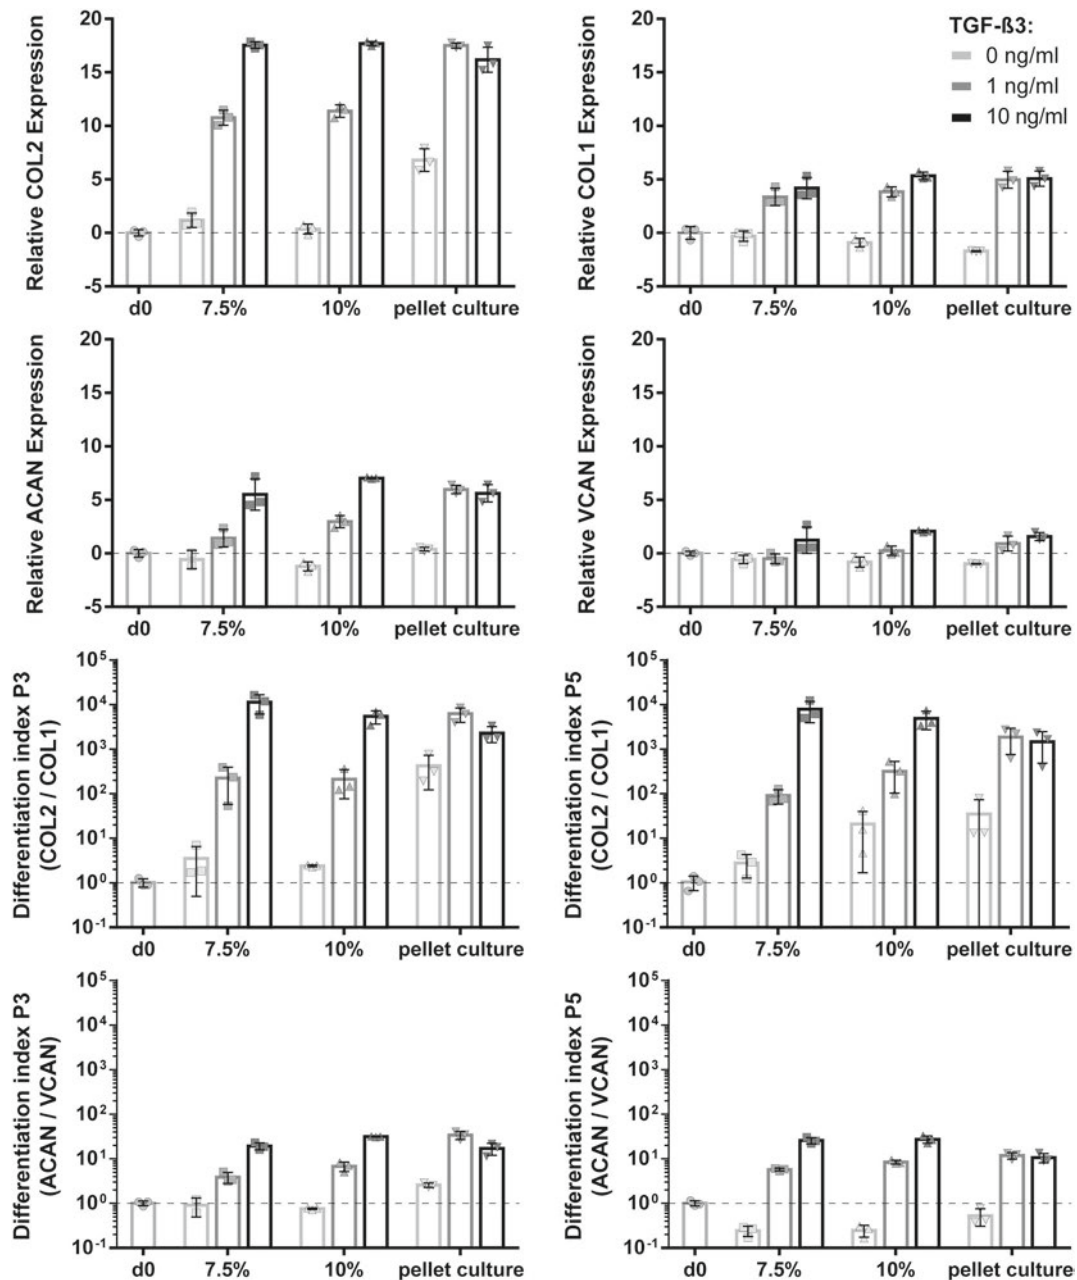 Relative COL2 Expression
20
15
10
5
0
-5
d0 7.5% 10% pellet culture
Relative COL1 Expression
20
15
10
5
0
-5
d0 7.5% 10% pellet culture
TGF-ß3:
0 ng/ml
1 ng/ml
10 ng/ml
Relative ACAN Expression
20
15
10
5
0
-5
d0 7.5% 10% pellet culture
Relative VCAN Expression
20
15
10
5
0
-5
d0 7.5% 10% pellet culture
Differentiation index P3
(COL2 / COL1)
10⁵
10⁴
10³
10²
10¹
10⁰
10⁻¹
d0 7.5% 10% pellet culture
Differentiation index P5
(COL2 / COL1)
10⁵
10⁴
10³
10²
10¹
10⁰
10⁻¹
d0 7.5% 10% pellet culture
Differentiation index P3
(ACAN / VCAN)
10⁵
10⁴
10³
10²
10¹
10⁰
10⁻¹
d0 7.5% 10% pellet culture
Differentiation index P5
(ACAN / VCAN)
10⁵
10⁴
10³
10²
10¹
10⁰
10⁻¹
d0 7.5% 10% pellet culture